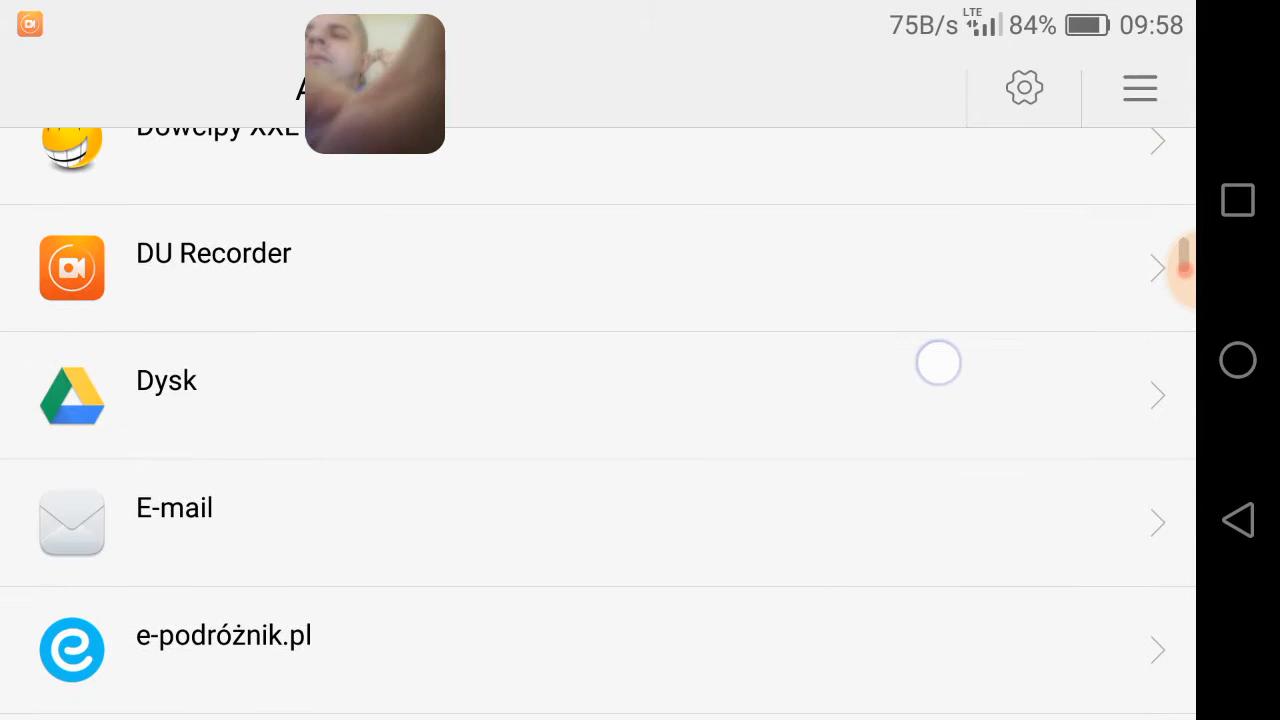 75B/s LTE 84% 09:58
A
Dowcipy XXL
DU Recorder
Dysk
E-mail
e-podróżnik.pl